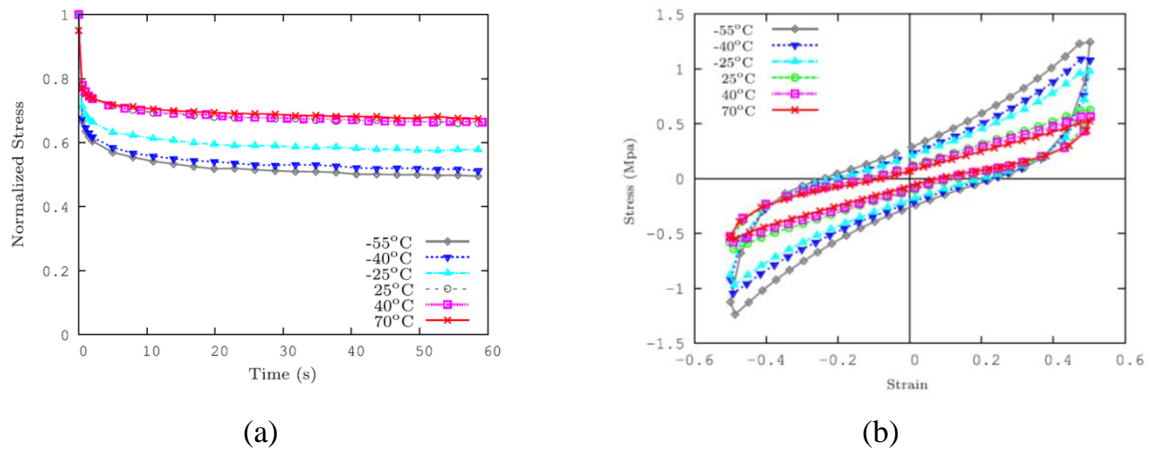 1
0.8
0.6
0.4
0.2
0
0 10 20 30 40 50 60
Normalized Stress
Time (s)
-55°C
-40°C
-25°C
25°C
40°C
70°C
(a)
1.5
1
0.5
0
-0.5
-1
-1.5
-0.6 -0.4 -0.2 0 0.2 0.4 0.6
Stress (Mpa)
Strain
-55°C
-40°C
-25°C
25°C
40°C
70°C
(b)